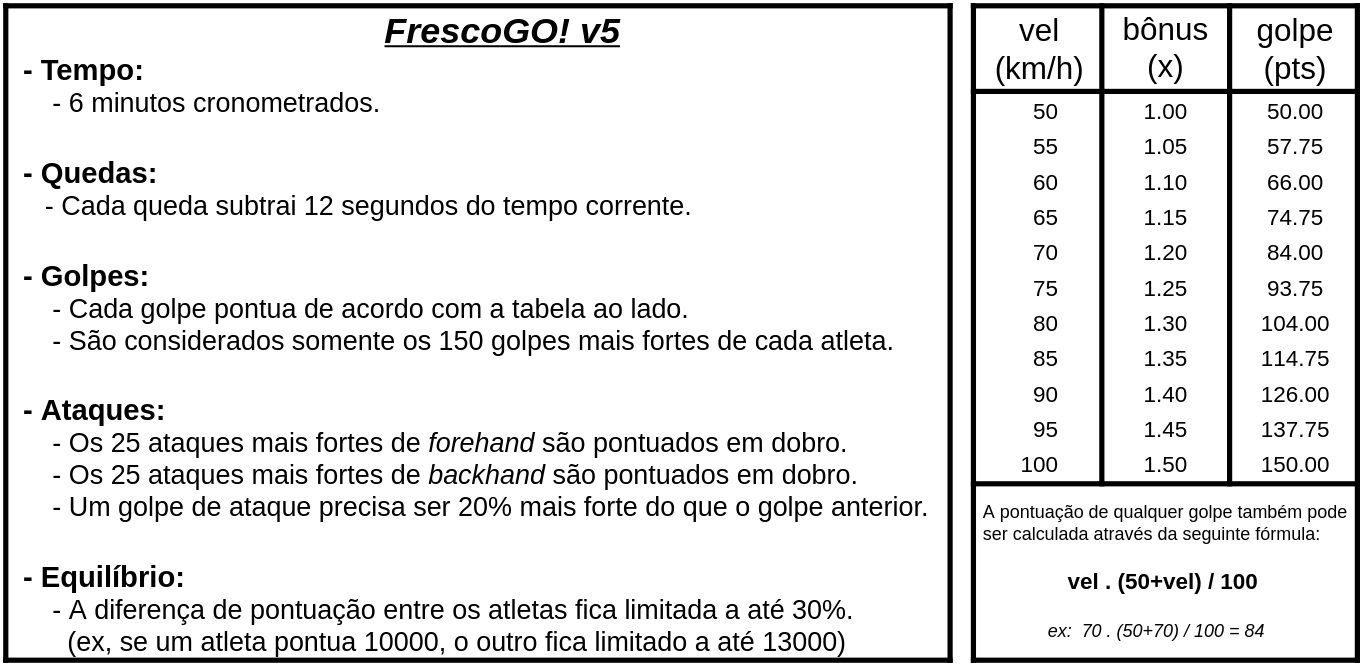 FrescoGO! v5
- Tempo:
- 6 minutos cronometrados.
- Quedas:
- Cada queda subtrai 12 segundos do tempo corrente.
- Golpes:
- Cada golpe pontua de acordo com a tabela ao lado.
- São considerados somente os 150 golpes mais fortes de cada atleta.
- Ataques:
- Os 25 ataques mais fortes de forehand são pontuados em dobro.
- Os 25 ataques mais fortes de backhand são pontuados em dobro.
- Um golpe de ataque precisa ser 20% mais forte do que o golpe anterior.
- Equilíbrio:
- A diferença de pontuação entre os atletas fica limitada a até 30%.
(ex, se um atleta pontua 10000, o outro fica limitado a até 13000)
vel bônus golpe
(km/h) (x) (pts)
50 1.00 50.00
55 1.05 57.75
60 1.10 66.00
65 1.15 74.75
70 1.20 84.00
75 1.25 93.75
80 1.30 104.00
85 1.35 114.75
90 1.40 126.00
95 1.45 137.75
100 1.50 150.00
A pontuação de qualquer golpe também pode
ser calculada através da seguinte fórmula:
vel . (50+vel) / 100
ex: 70 . (50+70) / 100 = 84